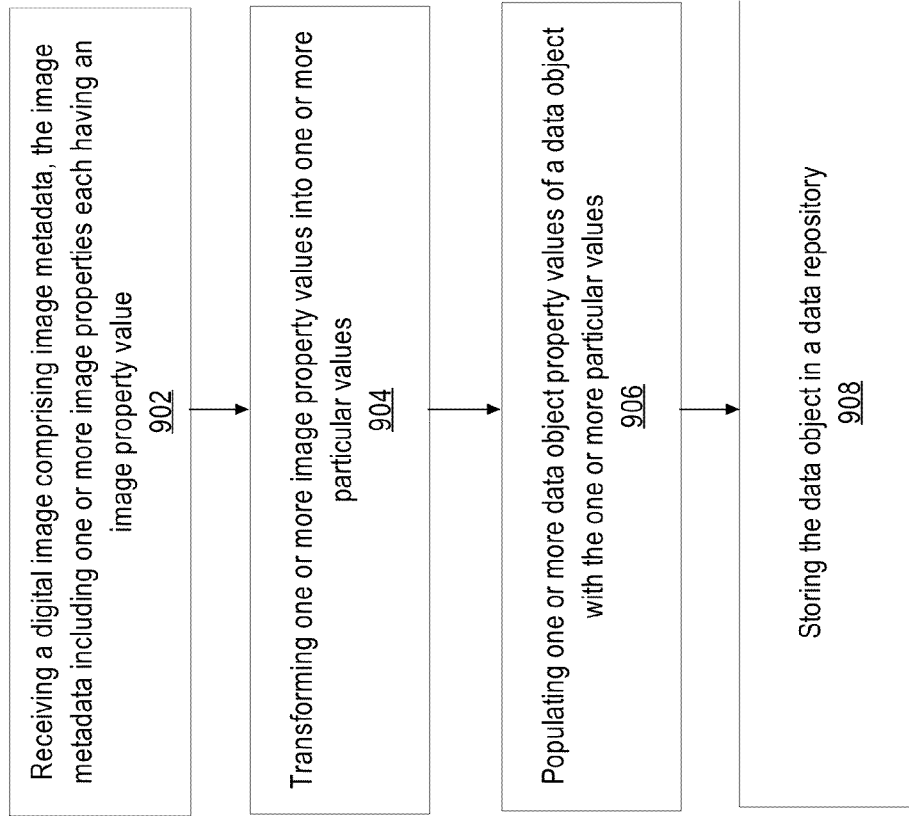 Receiving a digital image comprising image metadata, the image
metadata including one or more image properties each having an
image property value
902
Transforming one or more image property values into one or more
particular values
904
Populating one or more data object property values of a data object
with the one or more particular values
906
Storing the data object in a data repository
908